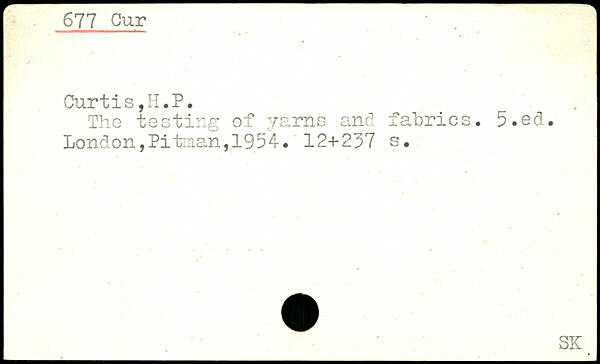 677 Cur
Curtis,H.P.
The testing of yarns and fabrics. 5.ed.
London,Pitman,1954. 12+237 s.
SK